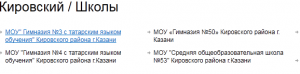 Кировский / Школы
МОУ "Гимназия №3 с татарским языком
обучения" Кировского района г.Казани
МОУ "Гимназия №4 с татарским языком
обучения" Кировского района г.Казани
МОУ «Гимназия №50» Кировского района г.
Казани
МОУ "Средняя общеобразовательная школа
№53" Кировского района г.Казани